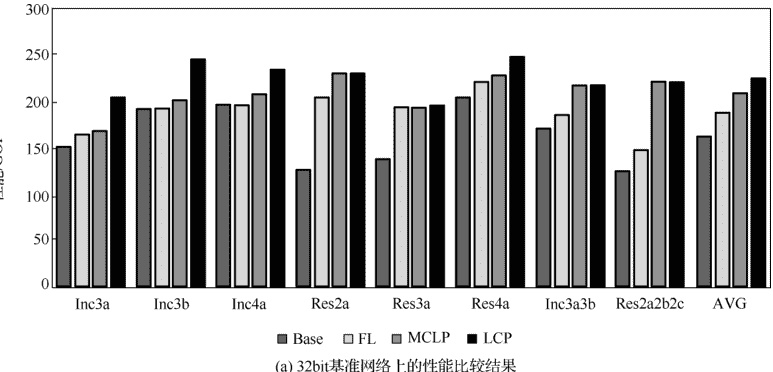 300
250
200
150
100
50
0
Inc3a Inc3b Inc4a Res2a Res3a Res4a Inc3a3b Res2a2b2c AVG
Base FL MCLP LCP
(a) 32bit基准网络上的性能比较结果